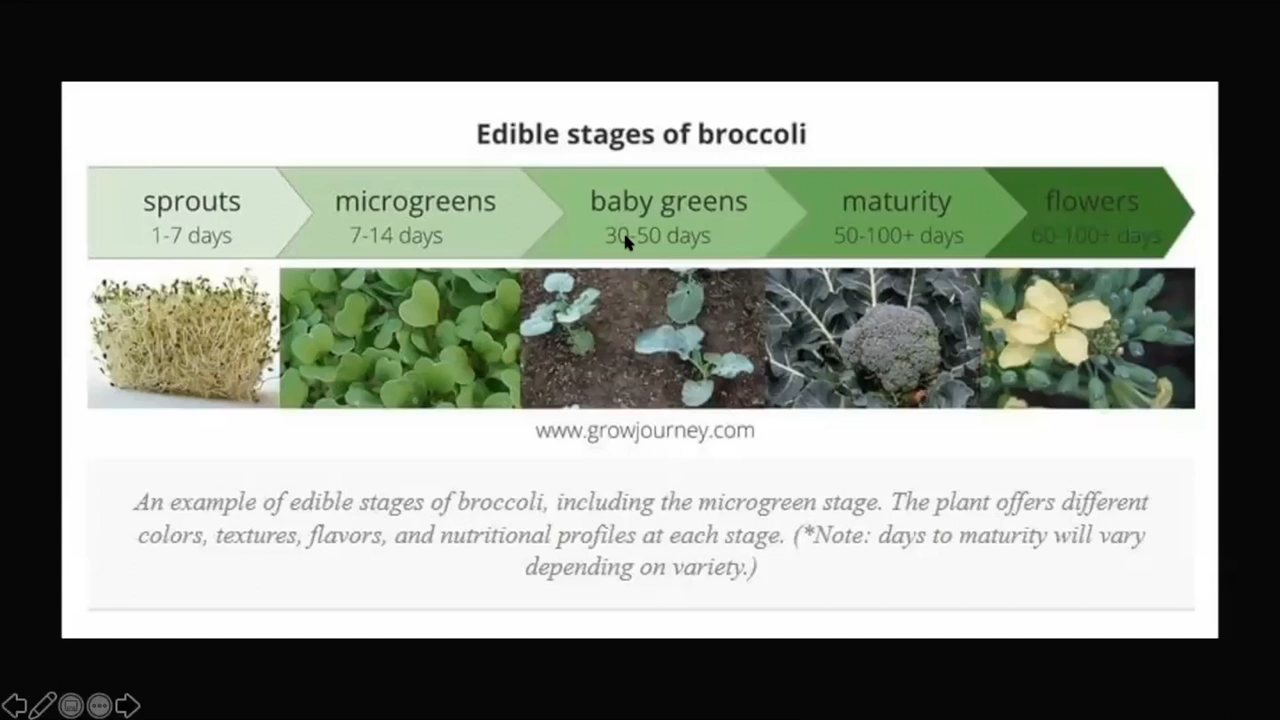 Edible stages of broccoli
sprouts
1-7 days
microgreens
7-14 days
baby greens
30-50 days
maturity
50-100+ days
flowers
60-100+ days
www.growjourney.com
An example of edible stages of broccoli, including the microgreen stage. The plant offers different
colors, textures, flavors, and nutritional profiles at each stage. (*Note: days to maturity will vary
depending on variety.)